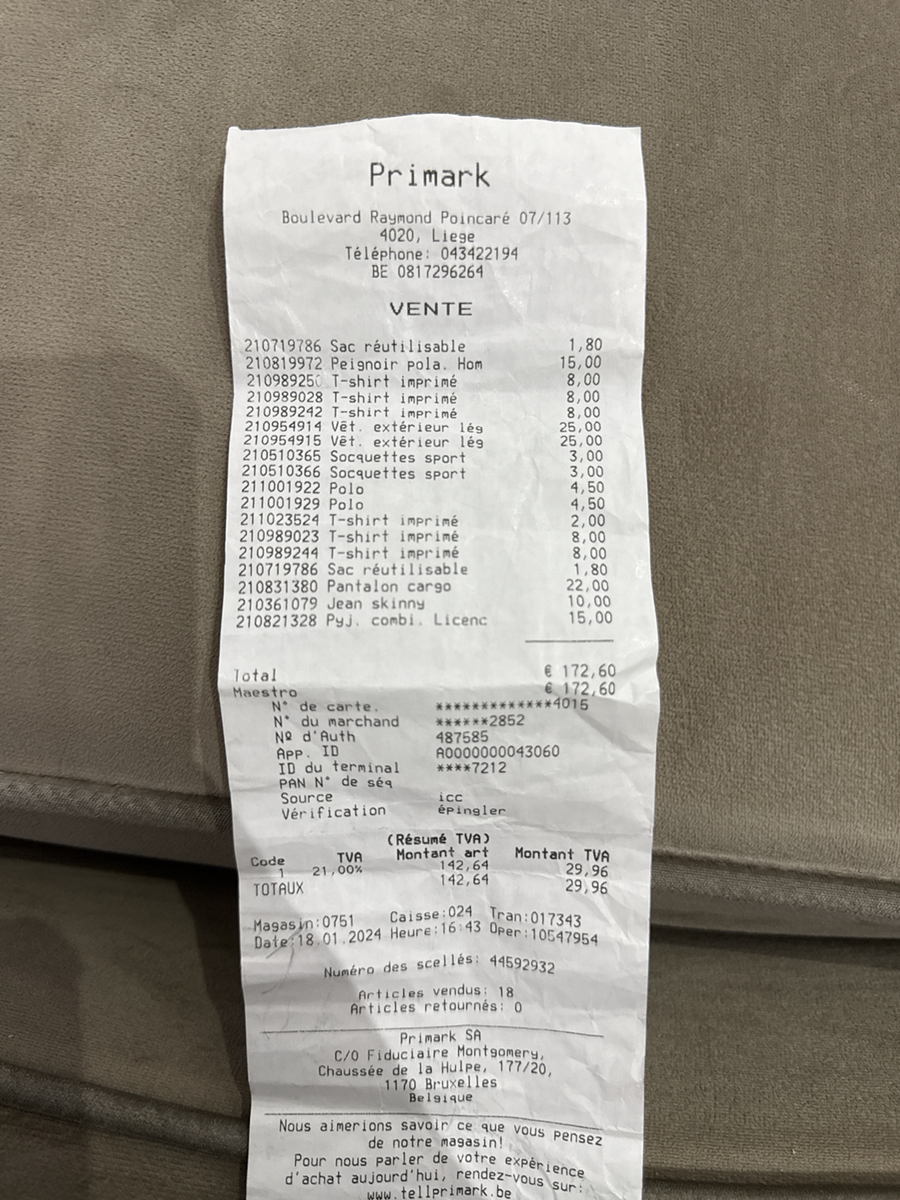 Primark
Boulevard Raymond Poincaré 07/113
4020, Liege
Téléphone: 043422194
BE 0817296264
VENTE
210719786 Sac réutilisable 1,80
210819972 Peignoir pola. Hom 15,00
210989250 T-shirt imprimé 8,00
210989028 T-shirt imprimé 8,00
210989242 T-shirt imprimé 8,00
210954914 Vêt. extérieur lég 25,00
210954915 Vêt. extérieur lég 25,00
210510365 Socquettes sport 3,00
210510366 Socquettes sport 3,00
211001922 Polo 4,50
211001929 Polo 4,50
211023524 T-shirt imprimé 2,00
210989023 T-shirt imprimé 8,00
210989244 T-shirt imprimé 8,00
210719786 Sac réutilisable 1,80
210831380 Pantalon cargo 22,00
210361079 Jean skinny 10,00
210821328 Pyj. combi. Licenc 15,00
Total € 172,60
Maestro € 172,60
N° de carte. *************4015
N° du marchand ******2852
Nº d'Auth 487585
App. ID A0000000043060
ID du terminal ****7212
PAN N° de séq
Source icc
Vérification épingler
(Résumé TVA)
Code TVA Montant art Montant TVA
1 21,00% 142,64 29,96
TOTAUX 142,64 29,96
Magasin:0751 Caisse:024 Tran:017343
Date:18.01.2024 Heure:16:43 Oper:10547954
Numéro des scellés: 44592932
Articles vendus: 18
Articles retournés: 0
Primark SA
C/O Fiduciaire Montgomery,
Chaussée de la Hulpe, 177/20,
1170 Bruxelles
Belgique
Nous aimerions savoir ce que vous pensez
de notre magasin!
Pour nous parler de votre expérience
d'achat aujourd'hui, rendez-vous sur:
www.tellprimark.be